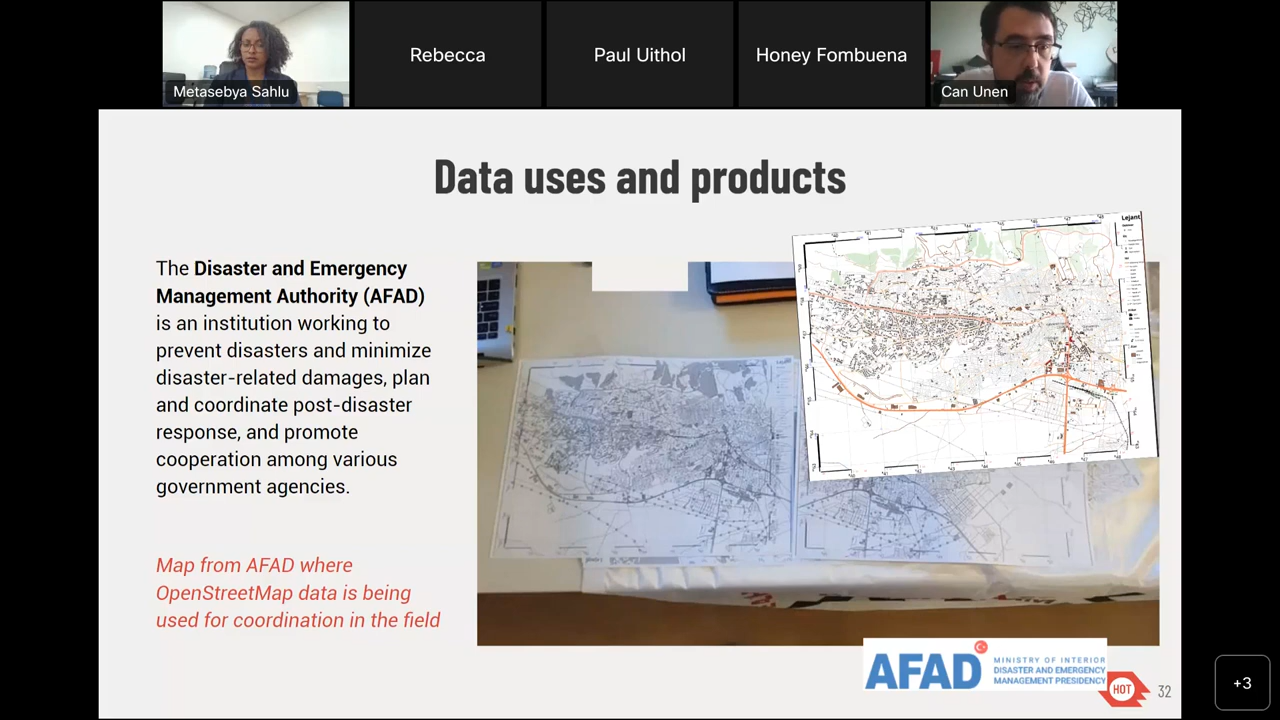 Metasebya Sahlu
Rebecca
Paul Uithol
Honey Fombuena
Can Unen
Data uses and products
The Disaster and Emergency
Management Authority (AFAD)
is an institution working to
prevent disasters and minimize
disaster-related damages, plan
and coordinate post-disaster
response, and promote
cooperation among various
government agencies.
Map from AFAD where
OpenStreetMap data is being
used for coordination in the field
Lejant
AFAD
MINISTRY OF INTERIOR
DISASTER AND EMERGENCY
MANAGEMENT PRESIDENCY
HOT
32
+3